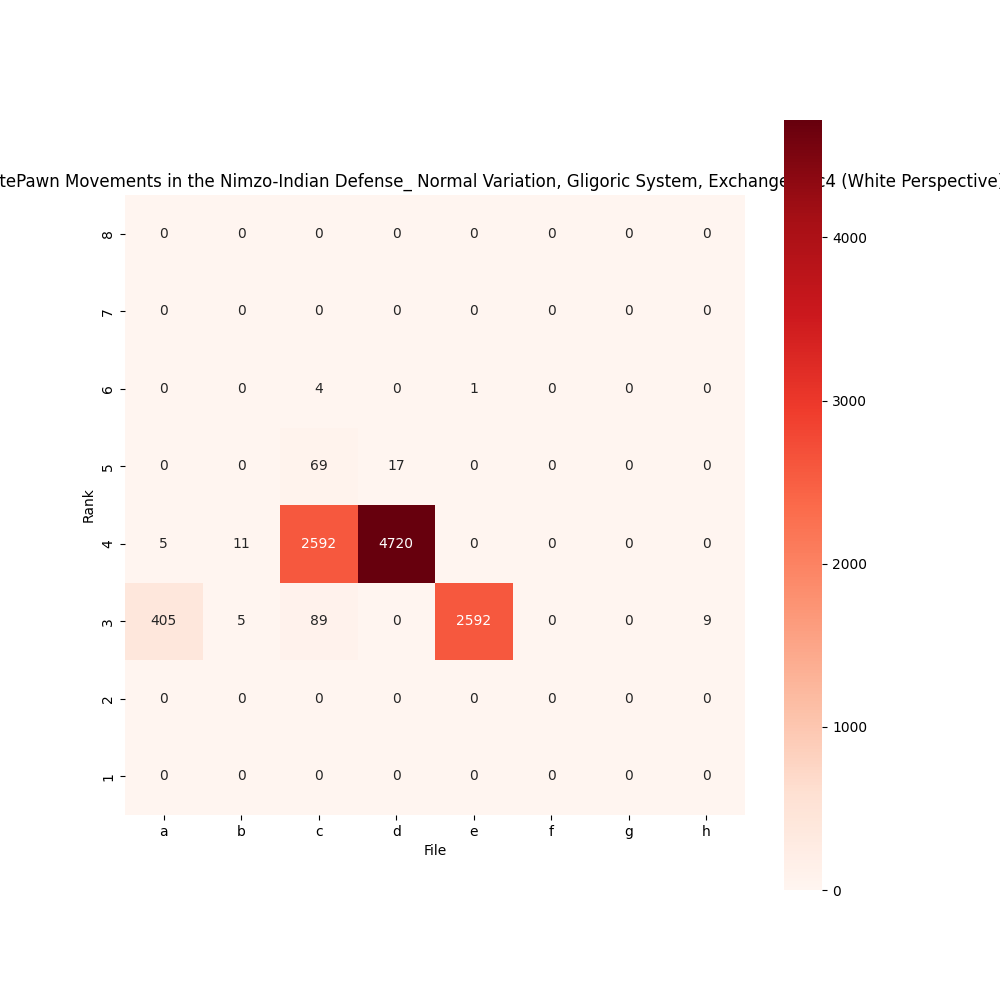 tePawn Movements in the Nimzo-Indian Defense_ Normal Variation, Gligoric System, Exchange c4 (White Perspective)
8 0 0 0 0 0 0 0 0
7 0 0 0 0 0 0 0 0
6 0 0 4 0 1 0 0 0
5 0 0 69 17 0 0 0 0
4 5 11 2592 4720 0 0 0 0
3 405 5 89 0 2592 0 0 9
2 0 0 0 0 0 0 0 0
1 0 0 0 0 0 0 0 0
a b c d e f g h
File
Rank
4000
3000
2000
1000
0